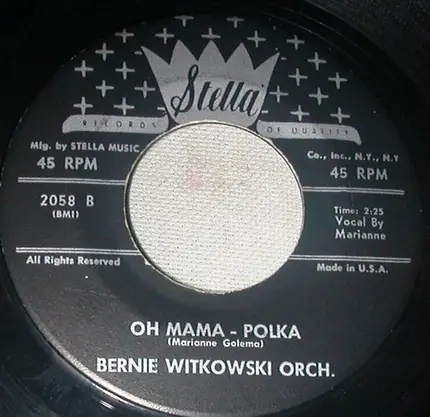 Stella
RECORDS OF QUALITY
Mfg. by STELLA MUSIC Co., Inc., N.Y., N.Y
45 RPM 45 RPM
2058 B
(BMI)
Time: 2:25
Vocal By
Marianne
All Rights Reserved Made in U.S.A.
OH MAMA - POLKA
(Marianne Golema)
BERNIE WITKOWSKI ORCH.